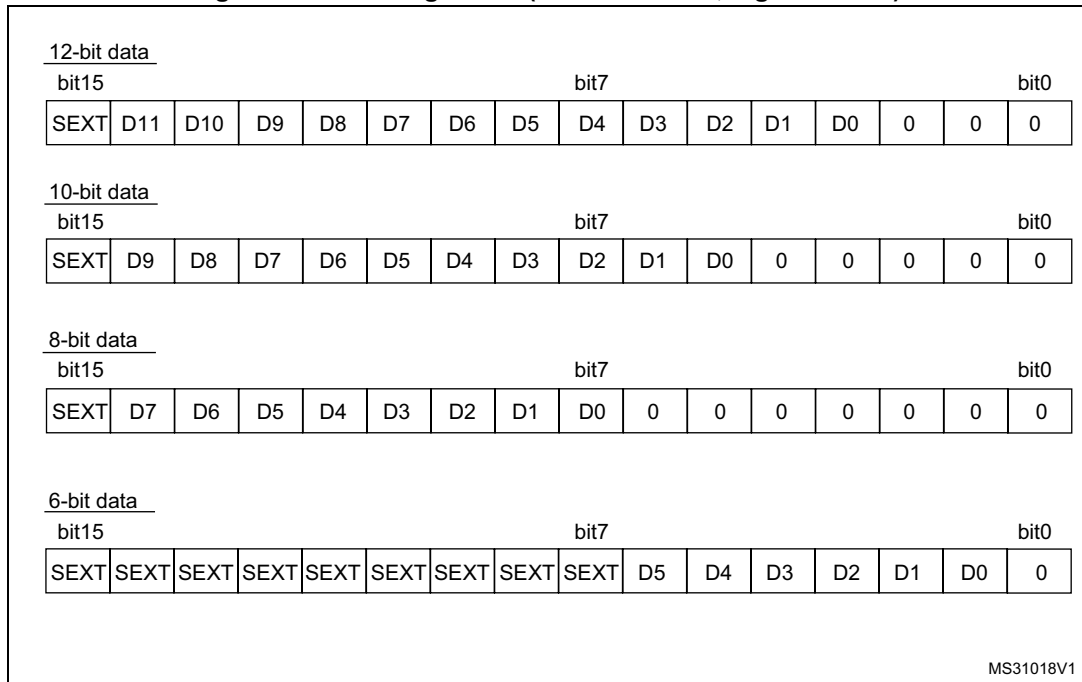 12-bit data
bit15 bit7 bit0
SEXT D11 D10 D9 D8 D7 D6 D5 D4 D3 D2 D1 D0 0 0 0
10-bit data
bit15 bit7 bit0
SEXT D9 D8 D7 D6 D5 D4 D3 D2 D1 D0 0 0 0 0 0
8-bit data
bit15 bit7 bit0
SEXT D7 D6 D5 D4 D3 D2 D1 D0 0 0 0 0 0 0 0
6-bit data
bit15 bit7 bit0
SEXT SEXT SEXT SEXT SEXT SEXT SEXT SEXT SEXT D5 D4 D3 D2 D1 D0 0
MS31018V1